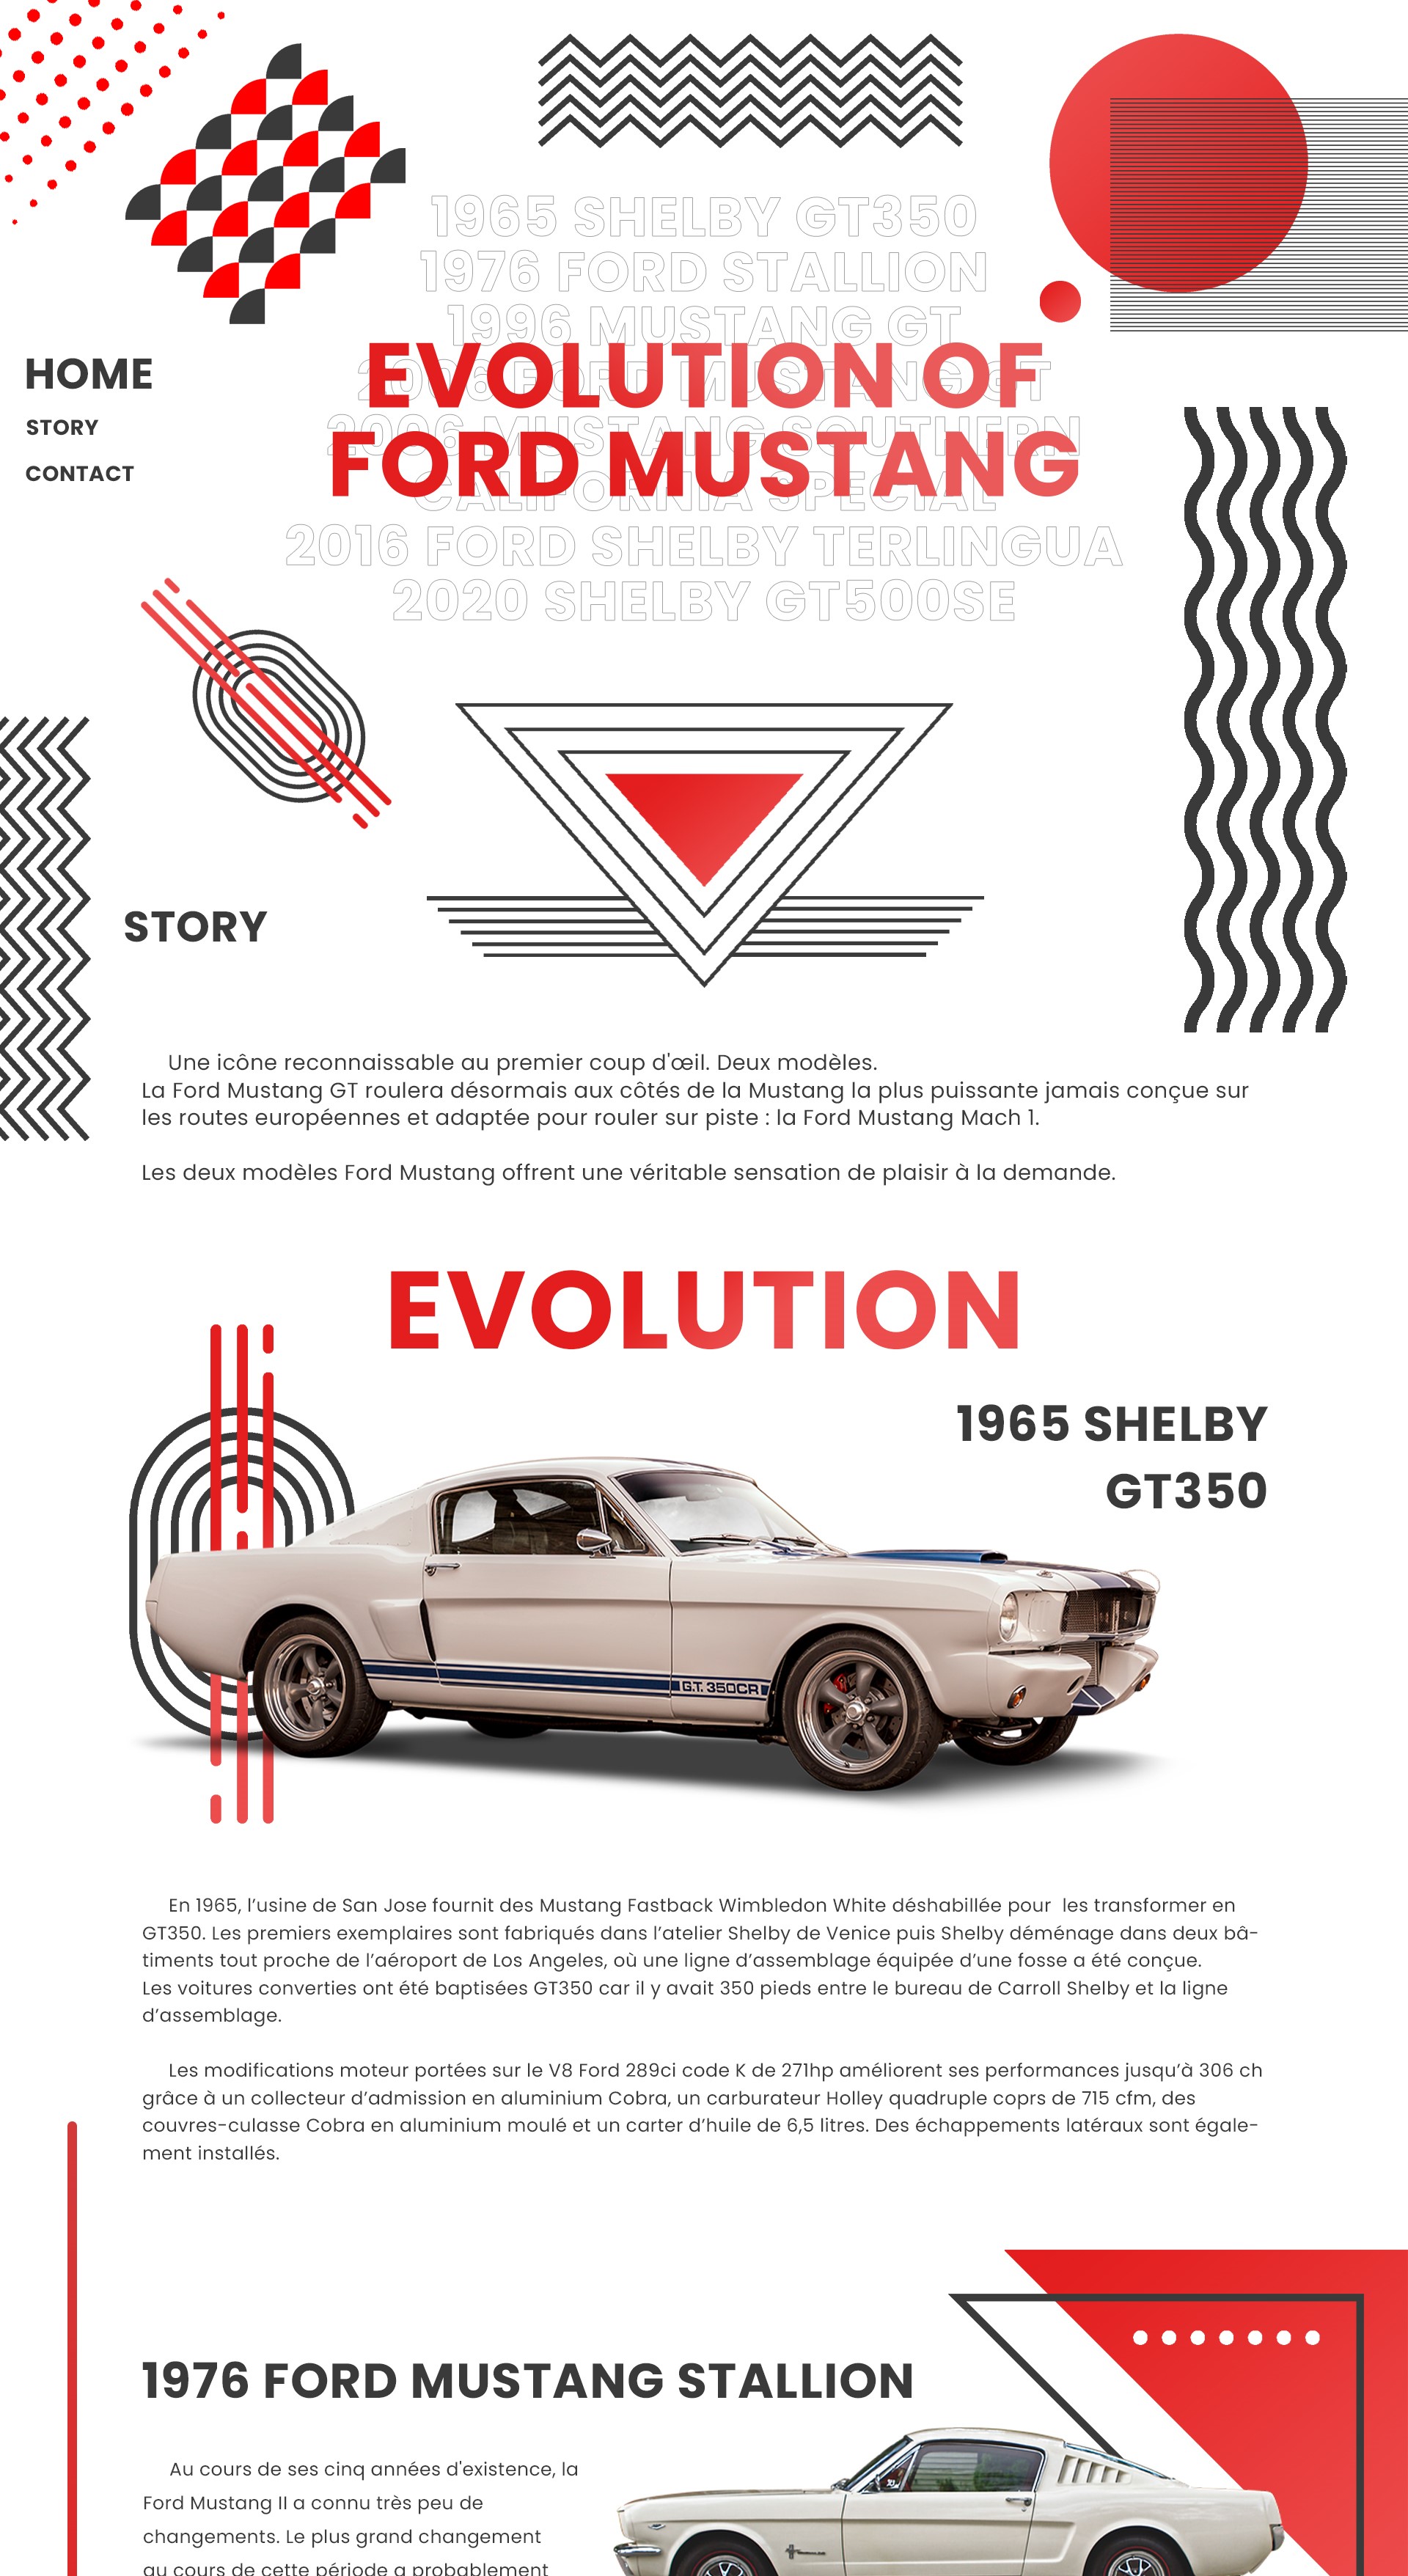 1965 SHELBY GT350
1976 FORD STALLION
1996 MUSTANG GT
2006 FORD MUSTANG GT
2006 MUSTANG SOUTHERN
CALIFORNIA SPECIAL
2016 FORD SHELBY TERLINGUA
2020 SHELBY GT500SE
EVOLUTION OF
FORD MUSTANG
HOME
STORY
CONTACT
STORY
Une icône reconnaissable au premier coup d'œil. Deux modèles.
La Ford Mustang GT roulera désormais aux côtés de la Mustang la plus puissante jamais conçue sur
les routes européennes et adaptée pour rouler sur piste : la Ford Mustang Mach 1.
Les deux modèles Ford Mustang offrent une véritable sensation de plaisir à la demande.
EVOLUTION
1965 SHELBY
GT350
G.T. 350CR
En 1965, l’usine de San Jose fournit des Mustang Fastback Wimbledon White déshabillée pour les transformer en
GT350. Les premiers exemplaires sont fabriqués dans l’atelier Shelby de Venice puis Shelby déménage dans deux bâ-
timents tout proche de l’aéroport de Los Angeles, où une ligne d’assemblage équipée d’une fosse a été conçue.
Les voitures converties ont été baptisées GT350 car il y avait 350 pieds entre le bureau de Carroll Shelby et la ligne
d’assemblage.
Les modifications moteur portées sur le V8 Ford 289ci code K de 271hp améliorent ses performances jusqu’à 306 ch
grâce à un collecteur d’admission en aluminium Cobra, un carburateur Holley quadruple coprs de 715 cfm, des
couvres-culasse Cobra en aluminium moulé et un carter d’huile de 6,5 litres. Des échappements latéraux sont égale-
ment installés.
1976 FORD MUSTANG STALLION
Au cours de ses cinq années d'existence, la
Ford Mustang II a connu très peu de
changements. Le plus grand changement
au cours de cette période a probablement